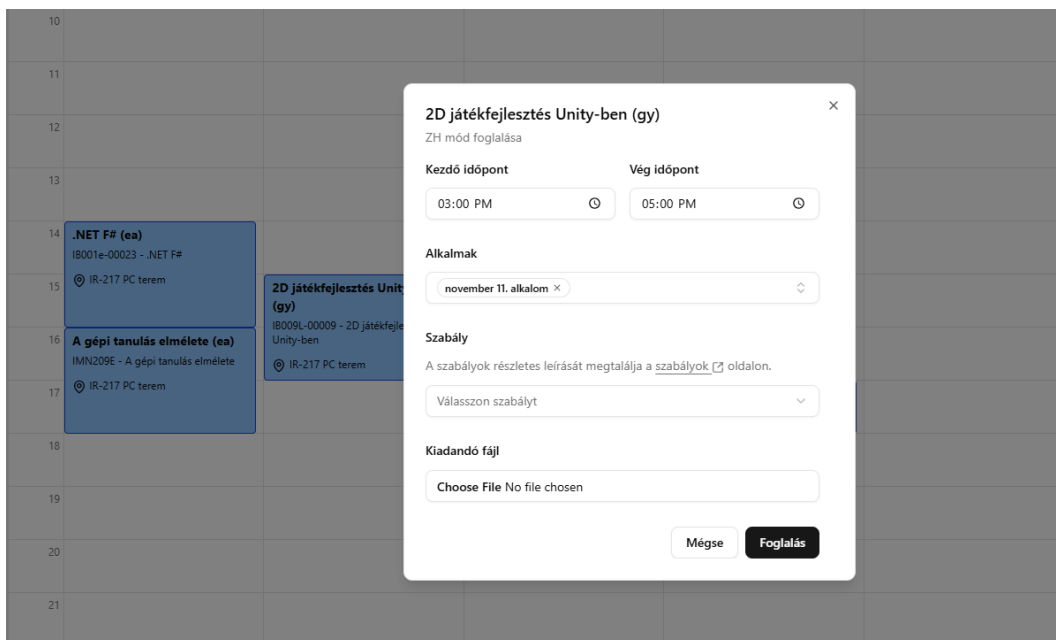 10
11
12
13
14
15
16
17
18
19
20
21
.NET F# (ea)
IB001e-00023 - .NET F#
IR-217 PC terem
A gépi tanulás elmélete (ea)
IMN209E - A gépi tanulás elmélete
IR-217 PC terem
2D játékfejlesztés Unit
(gy)
IB009L-00009 - 2D játékfejle
Unity-ben
IR-217 PC terem
2D játékfejlesztés Unity-ben (gy)
ZH mód foglalása
Kezdő időpont
Vég időpont
03:00 PM
05:00 PM
Alkalmak
november 11. alkalom ×
Szabály
A szabályok részletes leírását megtalálja a szabályok oldalon.
Válasszon szabályt
Kiadandó fájl
Choose File No file chosen
Mégse
Foglalás